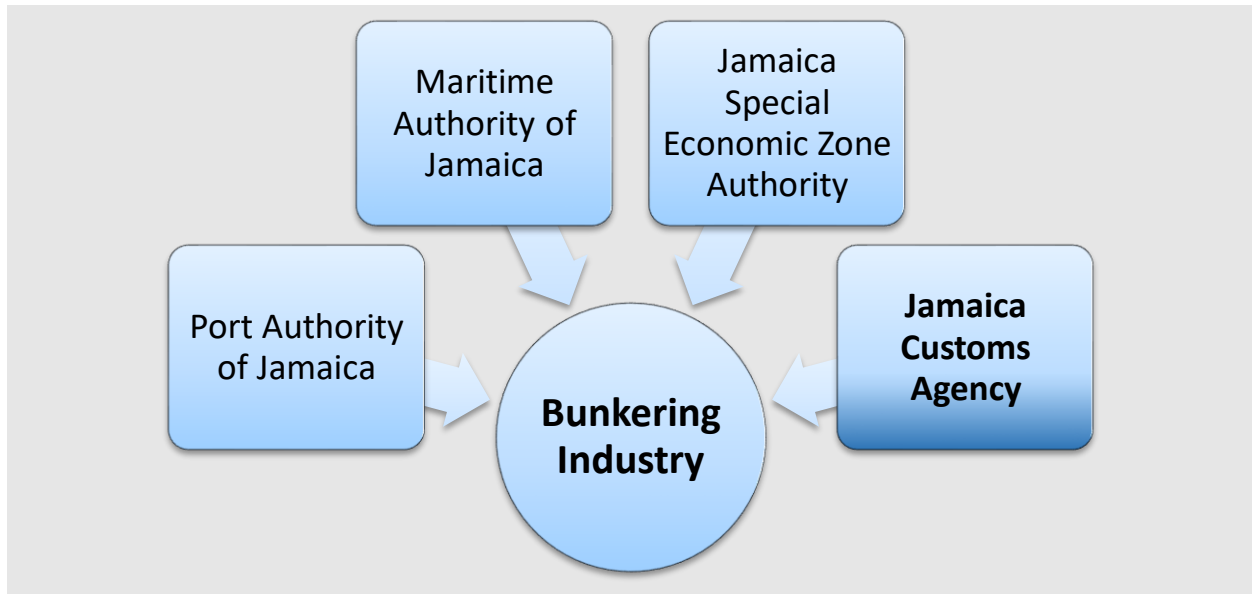 Maritime
Authority of
Jamaica
Jamaica
Special
Economic Zone
Authority
Port Authority
of Jamaica
Jamaica
Customs
Agency
Bunkering
Industry